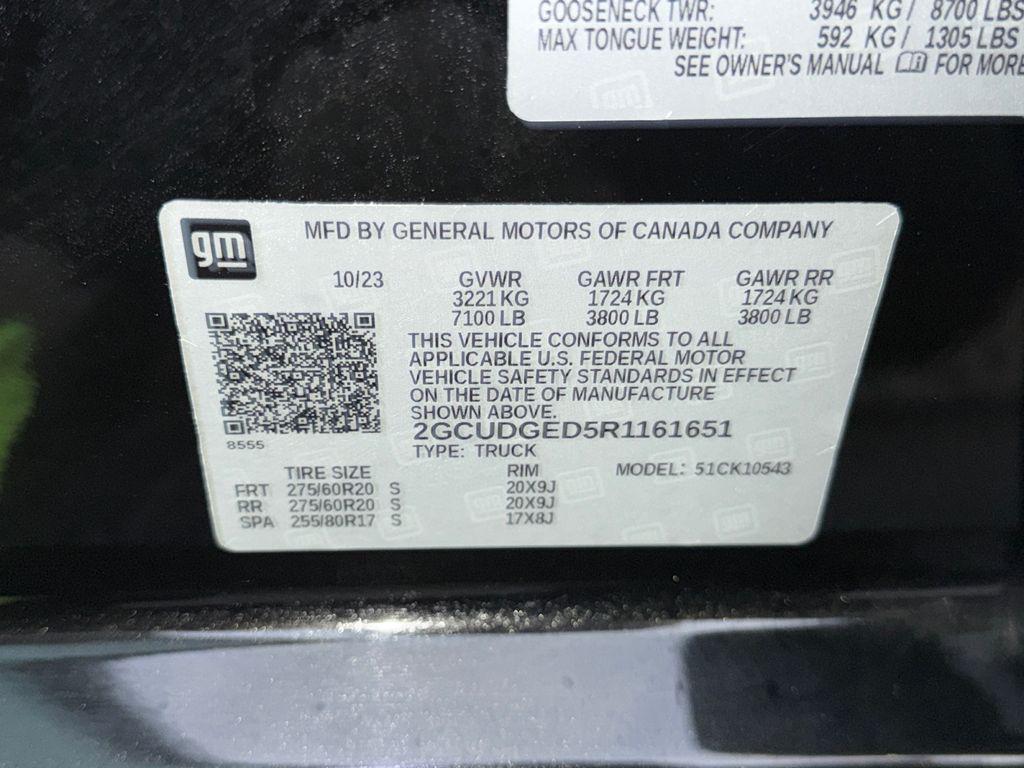 GOOSENECK TWR: 3946 KG / 8700 LBS
MAX TONGUE WEIGHT: 592 KG / 1305 LBS
SEE OWNER'S MANUAL FOR MORE
gm
MFD BY GENERAL MOTORS OF CANADA COMPANY
10/23 GVWR GAWR FRT GAWR RR
3221 KG 1724 KG 1724 KG
7100 LB 3800 LB 3800 LB
THIS VEHICLE CONFORMS TO ALL
APPLICABLE U.S. FEDERAL MOTOR
VEHICLE SAFETY STANDARDS IN EFFECT
ON THE DATE OF MANUFACTURE
SHOWN ABOVE.
2GCUDGED5R1161651
8555
TYPE: TRUCK
TIRE SIZE RIM MODEL: 51CK10543
FRT 275/60R20 S 20X9J
RR 275/60R20 S 20X9J
SPA 255/80R17 S 17X8J